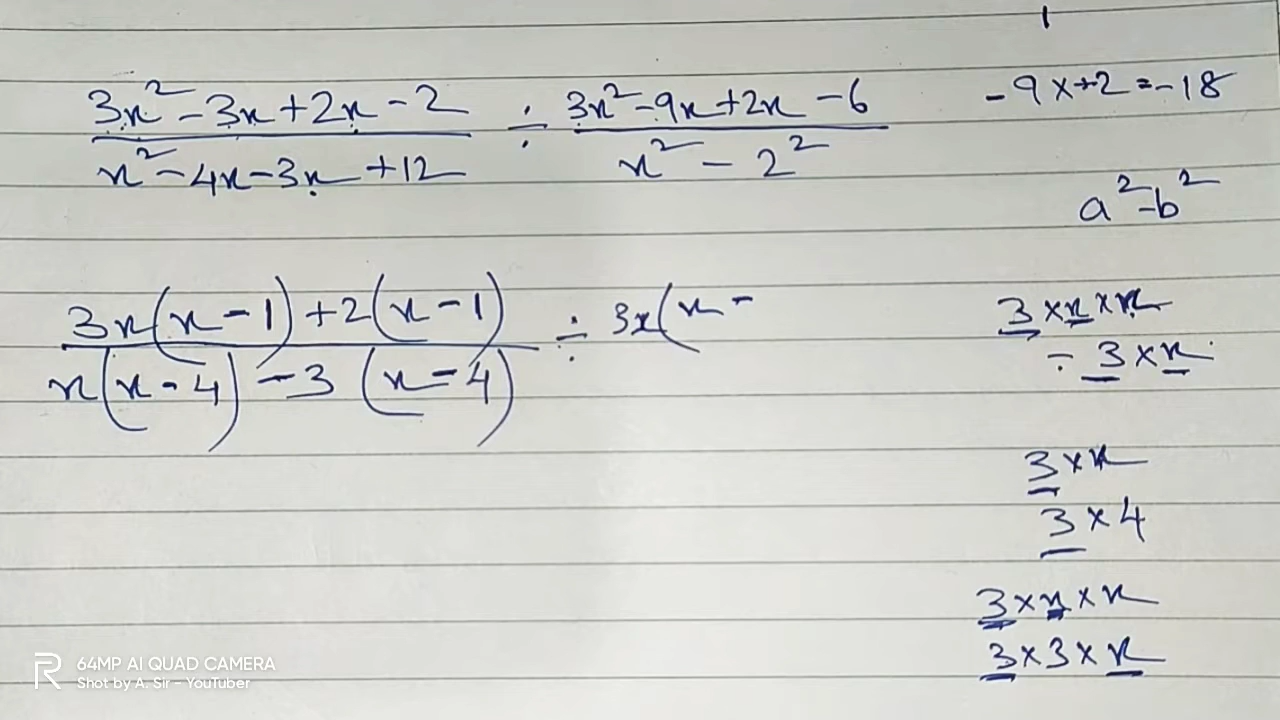 3x² - 3x + 2x - 2 ÷ 3x² - 9x + 2x - 6
x² - 4x - 3x + 12   x² - 2²
3x(x - 1) + 2(x - 1) ÷ 3x(x -
x(x - 4) - 3 (x - 4)
1
- 9 x + 2 = - 18
a² - b²
3 × x × x
÷ 3 × x
3 × x
3 × 4
3 × x × x
3 × 3 × x
R 64MP AI QUAD CAMERA
Shot by A. Sir - YouTuber